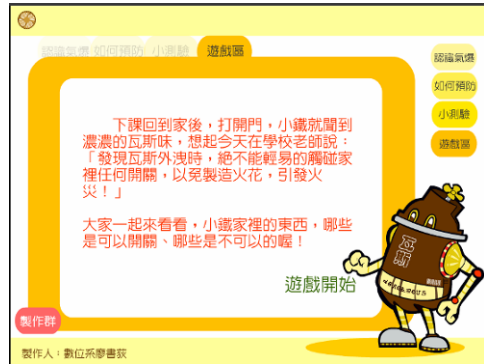 認識氣爆 如何預防 小測驗 遊戲區
認識氣爆
如何預防
小測驗
遊戲區
下課回到家後，打開門，小鐵就聞到
濃濃的瓦斯味，想起今天在學校老師說：
「發現瓦斯外洩時，絕不能輕易的觸碰家
裡任何開關，以免製造火花，引發火
災！」
大家一起來看看，小鐵家裡的東西，哪些
是可以開關、哪些是不可以的喔！
遊戲開始
瓦斯
製作群
製作人：數位系廖書荻